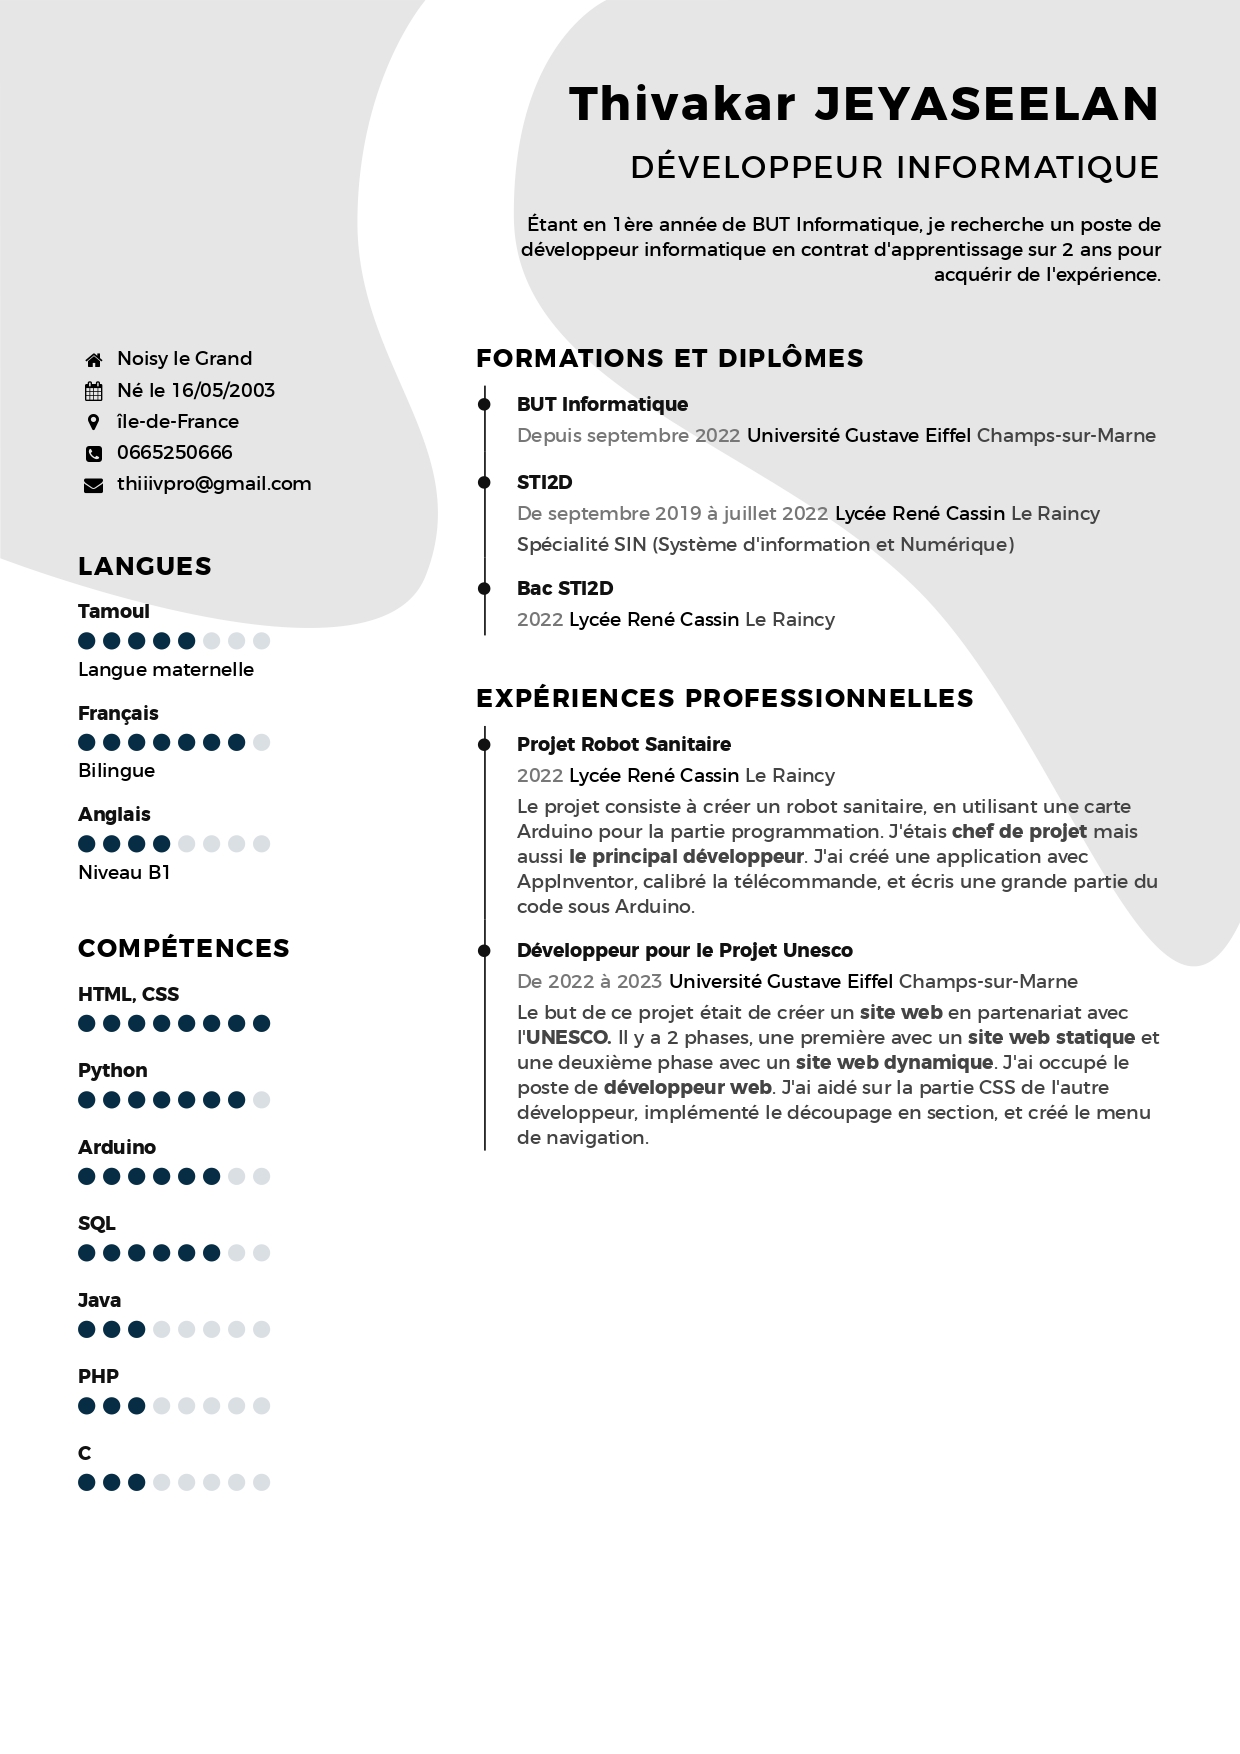 Thivakar JEYASEELAN
DÉVELOPPEUR INFORMATIQUE
Étant en 1ère année de BUT Informatique, je recherche un poste de
développeur informatique en contrat d'apprentissage sur 2 ans pour
acquérir de l'expérience.
Noisy le Grand
Né le 16/05/2003
île-de-France
0665250666
thiiivpro@gmail.com
LANGUES
Tamoul
Langue maternelle
Français
Bilingue
Anglais
Niveau B1
COMPÉTENCES
HTML, CSS
Python
Arduino
SQL
Java
PHP
C
FORMATIONS ET DIPLÔMES
BUT Informatique
Depuis septembre 2022 Université Gustave Eiffel Champs-sur-Marne
STI2D
De septembre 2019 à juillet 2022 Lycée René Cassin Le Raincy
Spécialité SIN (Système d'information et Numérique)
Bac STI2D
2022 Lycée René Cassin Le Raincy
EXPÉRIENCES PROFESSIONNELLES
Projet Robot Sanitaire
2022 Lycée René Cassin Le Raincy
Le projet consiste à créer un robot sanitaire, en utilisant une carte
Arduino pour la partie programmation. J'étais chef de projet mais
aussi le principal développeur. J'ai créé une application avec
AppInventor, calibré la télécommande, et écris une grande partie du
code sous Arduino.
Développeur pour le Projet Unesco
De 2022 à 2023 Université Gustave Eiffel Champs-sur-Marne
Le but de ce projet était de créer un site web en partenariat avec
l'UNESCO. Il y a 2 phases, une première avec un site web statique et
une deuxième phase avec un site web dynamique. J'ai occupé le
poste de développeur web. J'ai aidé sur la partie CSS de l'autre
développeur, implémenté le découpage en section, et créé le menu
de navigation.